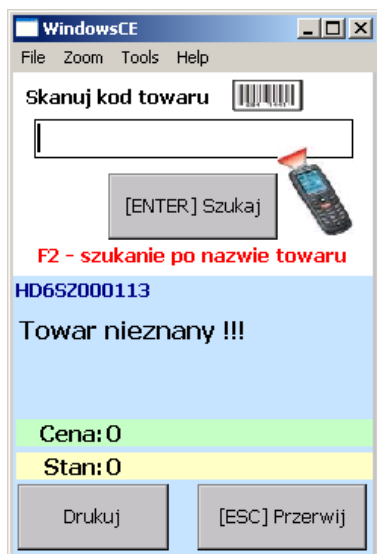 WindowsCE
File Zoom Tools Help
Skanuj kod towaru
[ENTER] Szukaj
F2 - szukanie po nazwie towaru
HD6SZ000113
Towar nieznany !!!
Cena: 0
Stan: 0
Drukuj [ESC] Przerwij